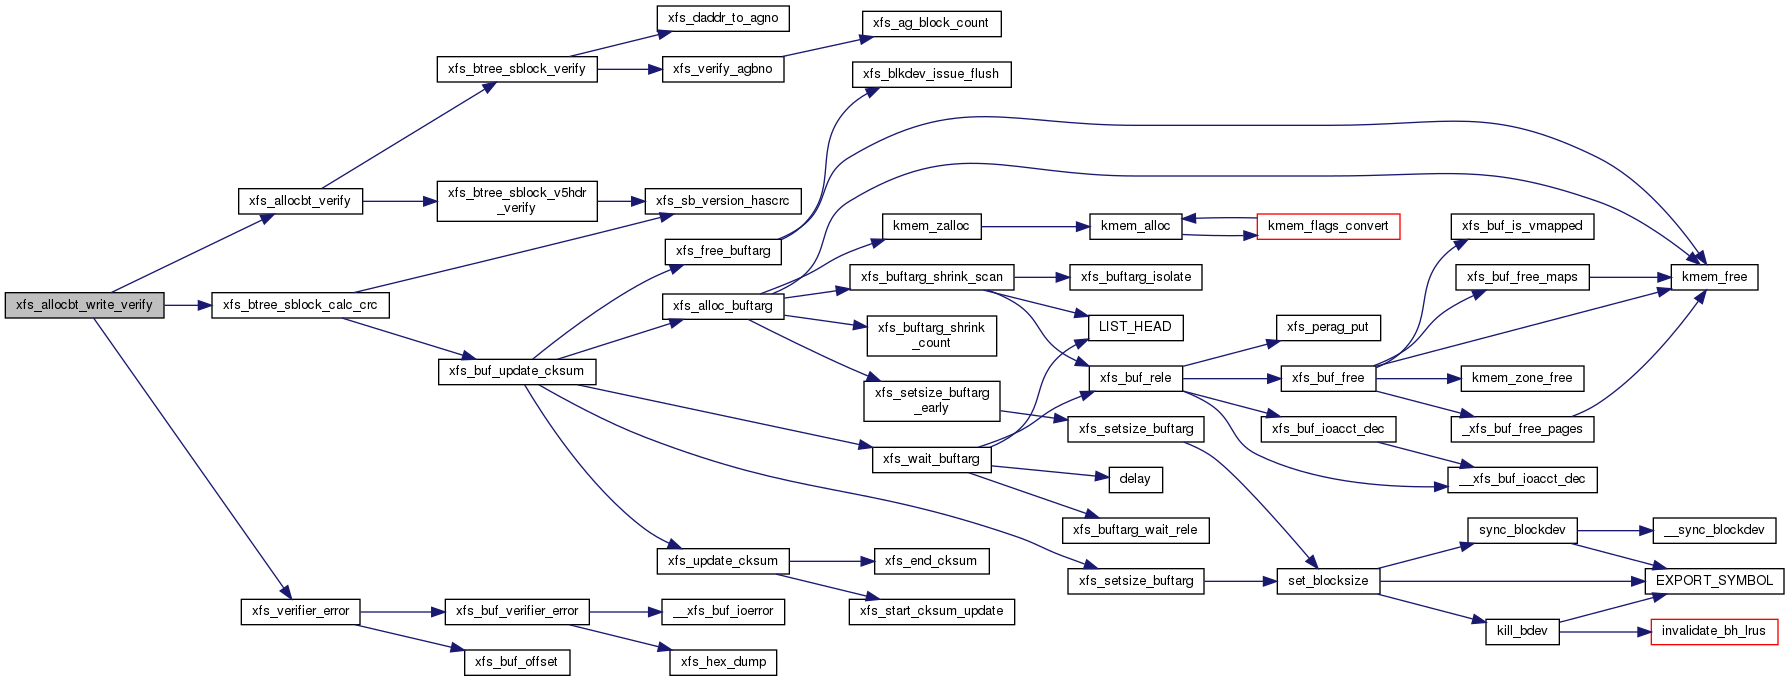 xfs_daddr_to_agno
xfs_ag_block_count
xfs_btree_sblock_verify
xfs_verify_agbno
xfs_blkdev_issue_flush
xfs_allocbt_verify
xfs_btree_sblock_v5hdr
_verify
xfs_sb_version_hascrc
kmem_zalloc
kmem_alloc
kmem_flags_convert
xfs_buf_is_vmapped
xfs_free_buftarg
xfs_buftarg_shrink_scan
xfs_buftarg_isolate
xfs_buf_free_maps
kmem_free
xfs_allocbt_write_verify
xfs_btree_sblock_calc_crc
xfs_alloc_buftarg
xfs_buftarg_shrink
_count
LIST_HEAD
xfs_perag_put
xfs_buf_update_cksum
xfs_buf_rele
xfs_buf_free
kmem_zone_free
xfs_setsize_buftarg
_early
xfs_setsize_buftarg
xfs_buf_ioacct_dec
_xfs_buf_free_pages
xfs_wait_buftarg
delay
__xfs_buf_ioacct_dec
xfs_buftarg_wait_rele
sync_blockdev
__sync_blockdev
xfs_update_cksum
xfs_end_cksum
xfs_setsize_buftarg
set_blocksize
EXPORT_SYMBOL
xfs_verifier_error
xfs_buf_verifier_error
__xfs_buf_ioerror
xfs_start_cksum_update
kill_bdev
invalidate_bh_lrus
xfs_buf_offset
xfs_hex_dump